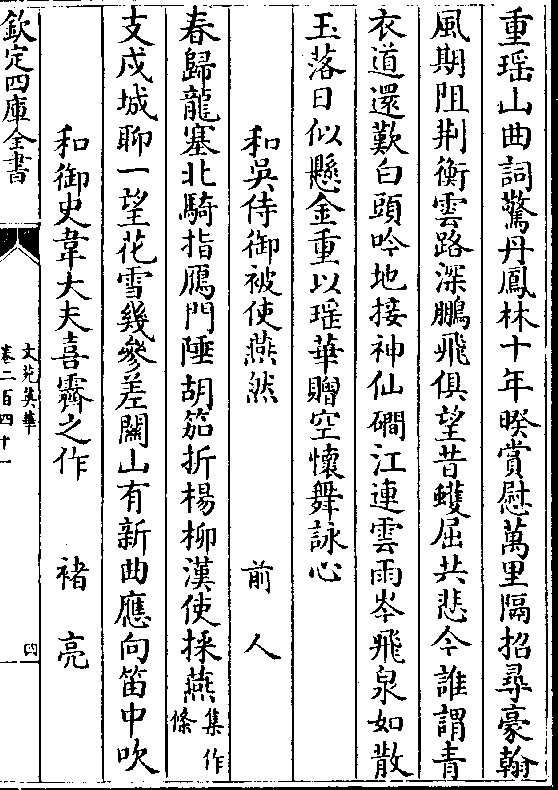 重瑶山曲詞驚丹鳳林十年睽賞慰萬里隔招尋豪翰
風期阻荆衡雲路深鵬飛俱望昔蠖屈共悲今誰謂青
衣道還歎白頭吟地接神仙磵江連雲雨岑飛泉如散
玉落日似懸金重以瑶華贈空懷舞詠心
和吳侍御被使燕然　前人
春歸龍塞北騎指鴈門陲胡笳折楊柳漢使採燕集作條
支戍城聊一望花雪幾參差關山有新曲應向笛中吹
和御史韋大夫喜霽之作　褚亮
欽定四庫全書
文苑英華
卷二百四十一
四